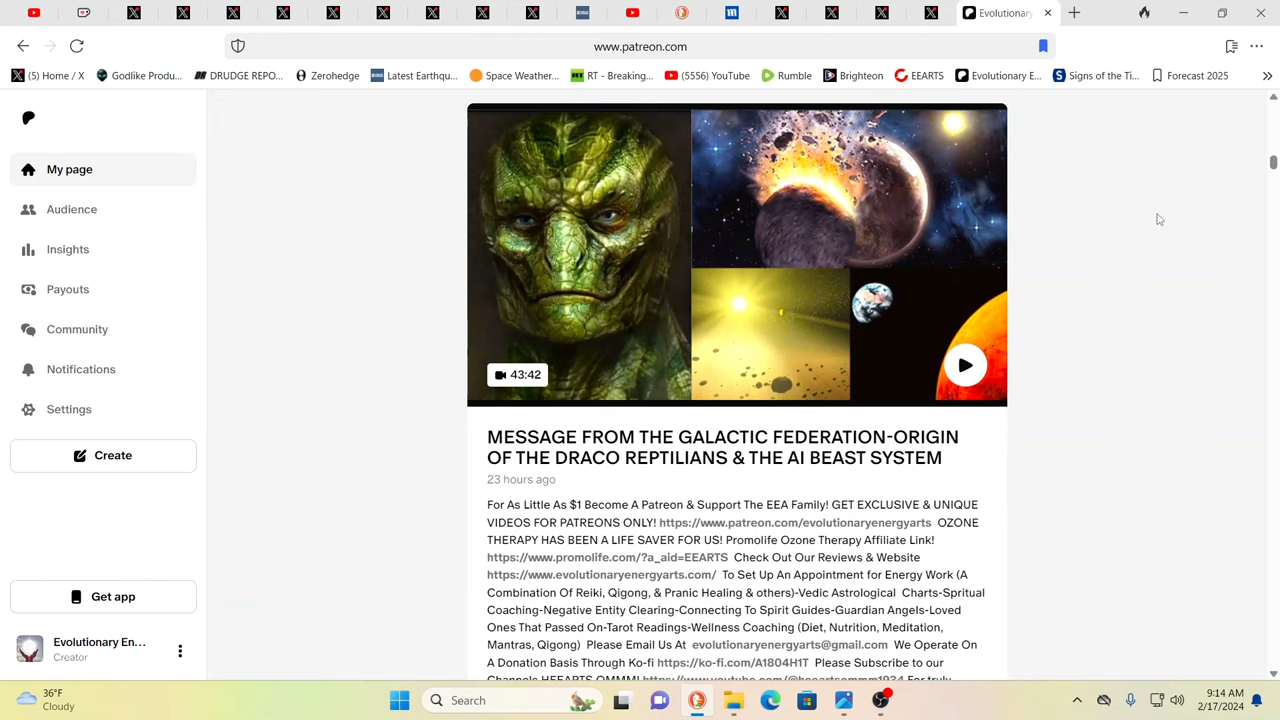 Evolutionary
www.patreon.com
(5) Home / X
Godlike Produ...
DRUDGE REPO...
Zerohedge
Latest Earthqu...
Space Weather...
RT - Breaking...
(5556) YouTube
Rumble
Brighteon
EEARTS
Evolutionary E...
Signs of the Ti...
Forecast 2025
My page
Audience
Insights
Payouts
Community
Notifications
Settings
Create
Get app
Evolutionary En...
Creator
43:42
MESSAGE FROM THE GALACTIC FEDERATION-ORIGIN
OF THE DRACO REPTILIANS & THE AI BEAST SYSTEM
23 hours ago
For As Little As $1 Become A Patreon & Support The EEA Family! GET EXCLUSIVE & UNIQUE
VIDEOS FOR PATREONS ONLY! https://www.patreon.com/evolutionaryenergyarts OZONE
THERAPY HAS BEEN A LIFE SAVER FOR US! Promolife Ozone Therapy Affiliate Link!
https://www.promolife.com/?a_aid=EEARTS Check Out Our Reviews & Website
https://www.evolutionaryenergyarts.com/ To Set Up An Appointment for Energy Work (A
Combination Of Reiki, Qigong, & Pranic Healing & others)-Vedic Astrological Charts-Spritual
Coaching-Negative Entity Clearing-Connecting To Spirit Guides-Guardian Angels-Loved
Ones That Passed On-Tarot Readings-Wellness Coaching (Diet, Nutrition, Meditation,
Mantras, Qigong) Please Email Us At evolutionaryenergyarts@gmail.com We Operate On
A Donation Basis Through Ko-fi https://ko-fi.com/A1804H1T Please Subscribe to our
36°F
Cloudy
Search
9:14 AM
2/17/2024